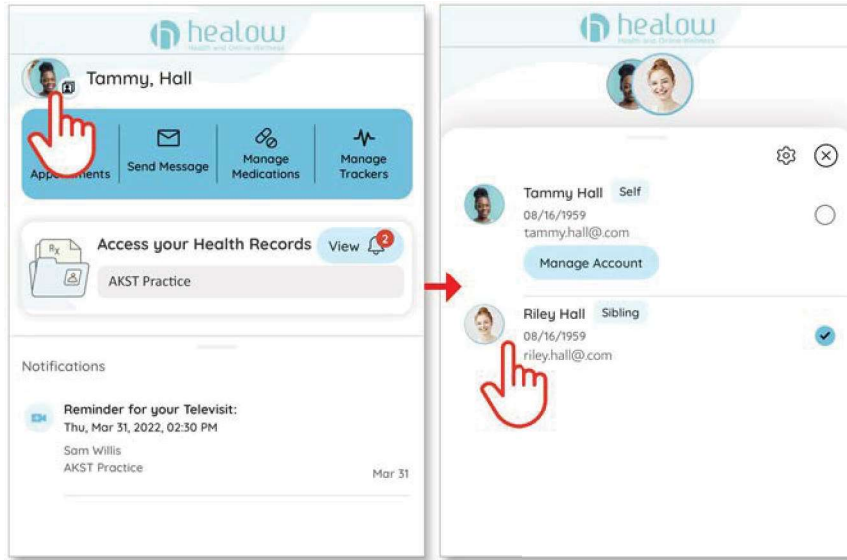 healow
Health and Online Wellness
Tammy, Hall
Appointments
Send Message
Manage
Medications
Manage
Trackers
Rx
Access your Health Records
View
2
AKST Practice
Notifications
Reminder for your Televisit:
Thu, Mar 31, 2022, 02:30 PM
Sam Willis
AKST Practice
Mar 31
healow
Health and Online Wellness
Tammy Hall Self
08/16/1959
tammy.hall@.com
Manage Account
Riley Hall Sibling
08/16/1959
riley.hall@.com